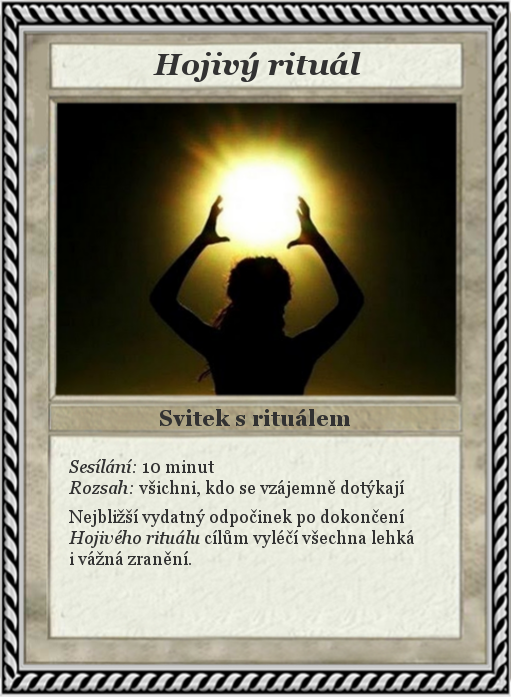 Hojivý rituál
Svitek s rituálem
Sesílání: 10 minut
Rozsah: všichni, kdo se vzájemně dotýkají
Nejbližší vydatný odpočinek po dokončení
Hojivého rituálu cílům vyléčí všechna lehká
i vážná zranění.